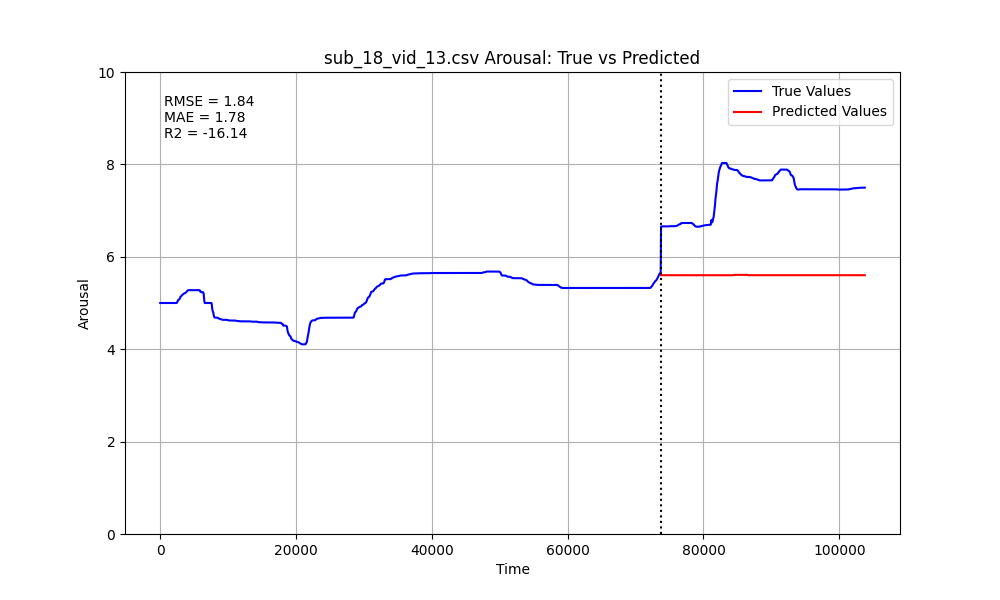 sub_18_vid_13.csv Arousal: True vs Predicted
RMSE = 1.84
MAE = 1.78
R2 = -16.14
True Values
Predicted Values
10
8
6
4
2
0
Arousal
0
20000
40000
60000
80000
100000
Time